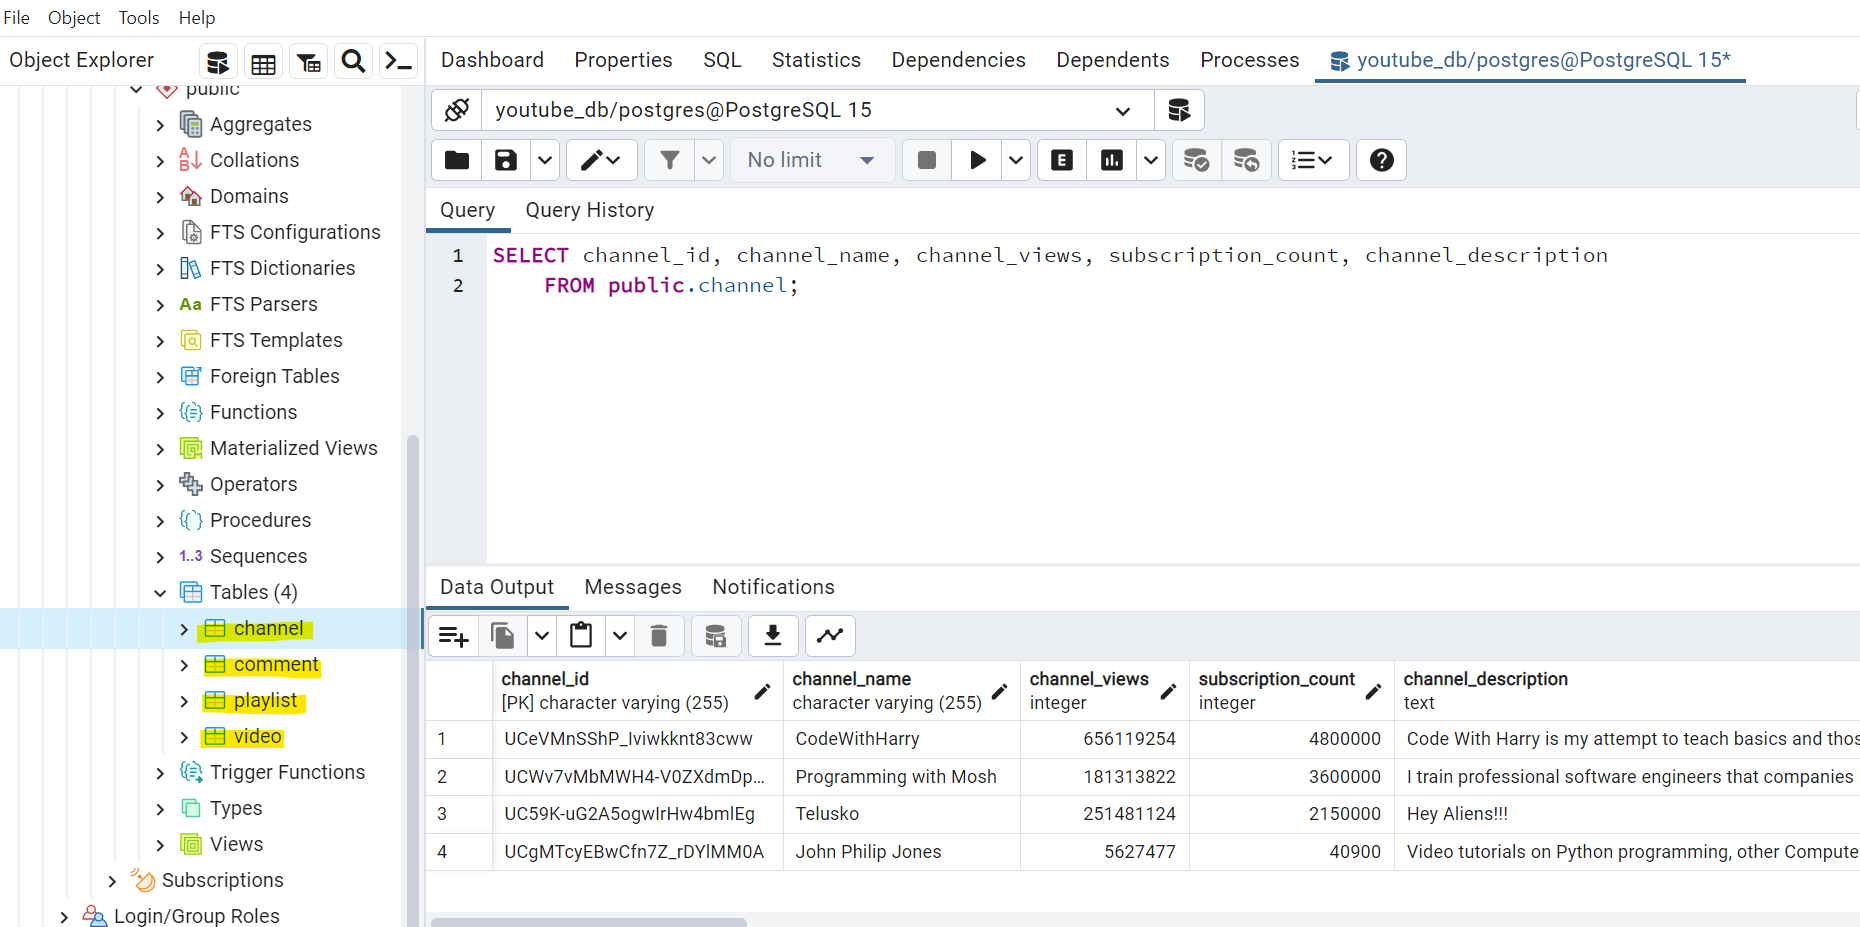 File Object Tools Help
Object Explorer
Dashboard Properties SQL Statistics Dependencies Dependents Processes youtube_db/postgres@PostgreSQL 15*
public
Aggregates
Collations
Domains
FTS Configurations
FTS Dictionaries
Aa FTS Parsers
FTS Templates
Foreign Tables
Functions
Materialized Views
Operators
Procedures
1..3 Sequences
Tables (4)
channel
comment
playlist
video
Trigger Functions
Types
Views
Subscriptions
Login/Group Roles
youtube_db/postgres@PostgreSQL 15
No limit
E
Query Query History
1 SELECT channel_id, channel_name, channel_views, subscription_count, channel_description
2 FROM public.channel;
Data Output Messages Notifications
channel_id channel_name channel_views subscription_count channel_description
[PK] character varying (255) character varying (255) integer integer text
1 UCeVMnSShP_Iviwkknt83cww CodeWithHarry 656119254 4800000 Code With Harry is my attempt to teach basics and thos
2 UCWv7vMbMWH4-V0ZXdmDp... Programming with Mosh 181313822 3600000 I train professional software engineers that companies
3 UC59K-uG2A5ogwIrHw4bmlEg Telusko 251481124 2150000 Hey Aliens!!!
4 UCgMTcyEBwCfn7Z_rDYlMM0A John Philip Jones 5627477 40900 Video tutorials on Python programming, other Compute